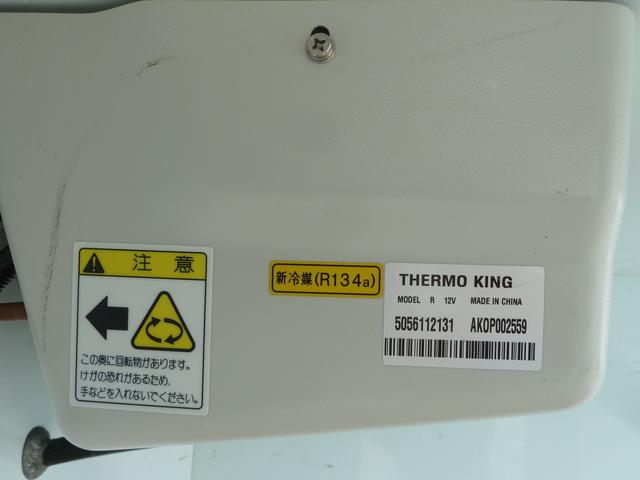 注意
この奥に回転物があります。
けがの恐れがあるため、
手などを入れないでください。
新冷媒(R134a)
THERMO KING
MODEL R 12V MADE IN CHINA
5056112131 AKOP002559